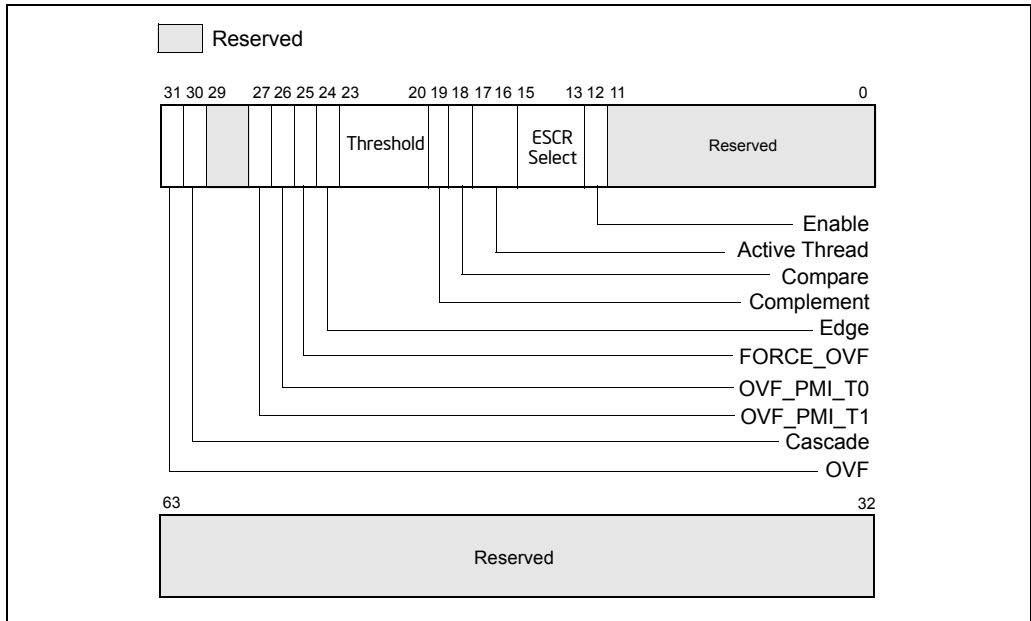 Reserved
31 30 29 27 26 25 24 23 20 19 18 17 16 15 13 12 11 0
Threshold
ESCR
Select
Reserved
Enable
Active Thread
Compare
Complement
Edge
FORCE_OVF
OVF_PMI_T0
OVF_PMI_T1
Cascade
OVF
63 32
Reserved